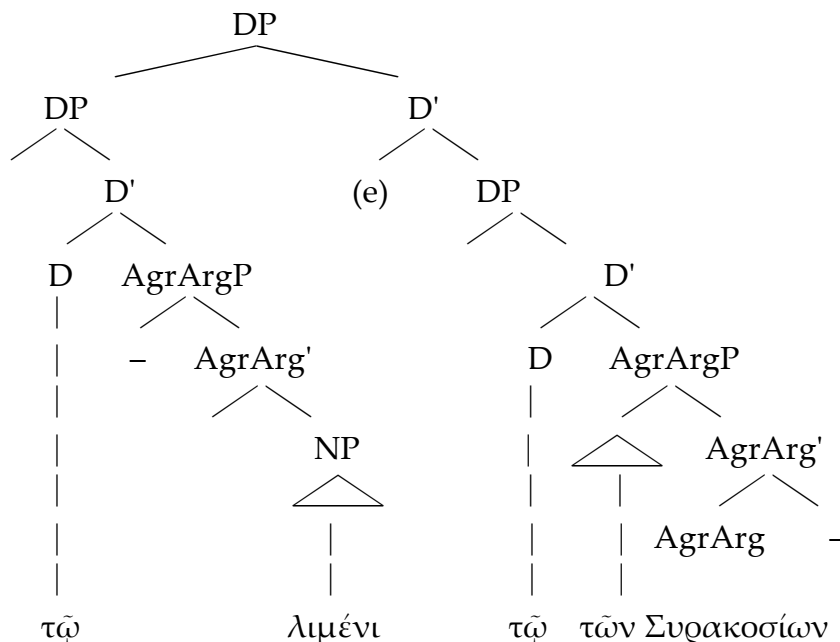 DP
DP D'
D' (e) DP
D AgrArgP D'
– AgrArg' D AgrArgP
NP AgrArg'
AgrArg –
τῷ λιμένι τῷ τῶν Συρακοσίων